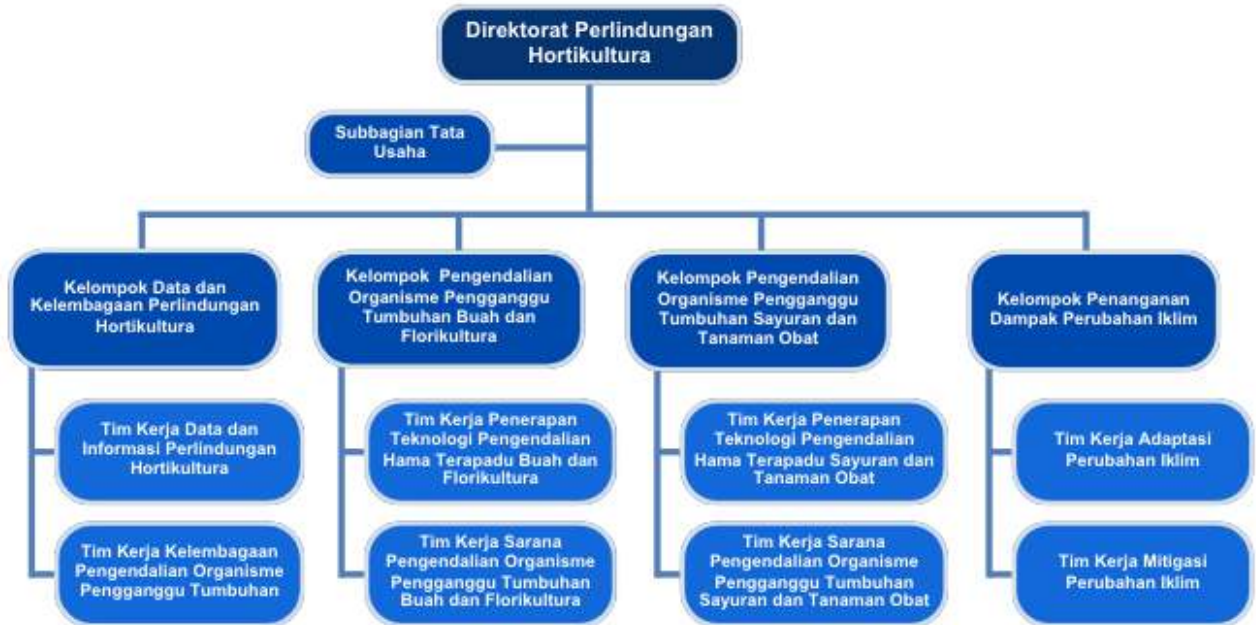 Direktorat Perlindungan
Hortikultura
Subbagian Tata
Usaha
Kelompok Data dan
Kelembagaan Perlindungan
Hortikultura
Kelompok Pengendalian
Organisme Pengganggu
Tumbuhan Buah dan
Florikultura
Kelompok Pengendalian
Organisme Pengganggu
Tumbuhan Sayuran dan
Tanaman Obat
Kelompok Penanganan
Dampak Perubahan Iklim
Tim Kerja Data dan
Informasi Perlindungan
Hortikultura
Tim Kerja Penerapan
Teknologi Pengendalian
Hama Terapadu Buah dan
Florikultura
Tim Kerja Penerapan
Teknologi Pengendalian
Hama Terapadu Sayuran dan
Tanaman Obat
Tim Kerja Adaptasi
Perubahan Iklim
Tim Kerja Kelembagaan
Pengendalian Organisme
Pengganggu Tumbuhan
Tim Kerja Sarana
Pengendalian Organisme
Pengganggu Tumbuhan
Buah dan Florikultura
Tim Kerja Sarana
Pengendalian Organisme
Pengganggu Tumbuhan
Sayuran dan Tanaman Obat
Tim Kerja Mitigasi
Perubahan Iklim